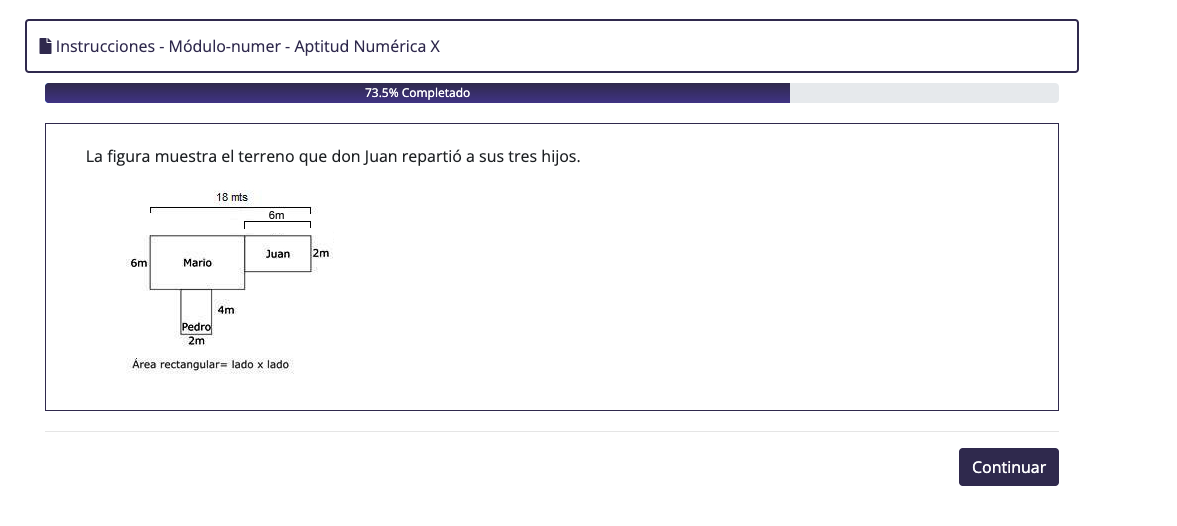 Instrucciones - Módulo-numer - Aptitud Numérica X
73.5% Completado
La figura muestra el terreno que don Juan repartió a sus tres hijos.
18 mts
6m
6m
Mario
Juan
2m
4m
Pedro
2m
Área rectangular= lado x lado
Continuar